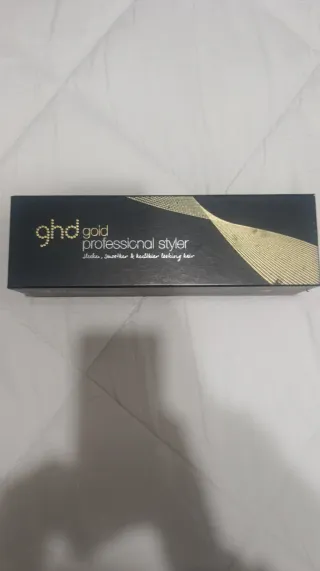 ghd gold
professional styler
sleeker, smoother & healthier looking hair